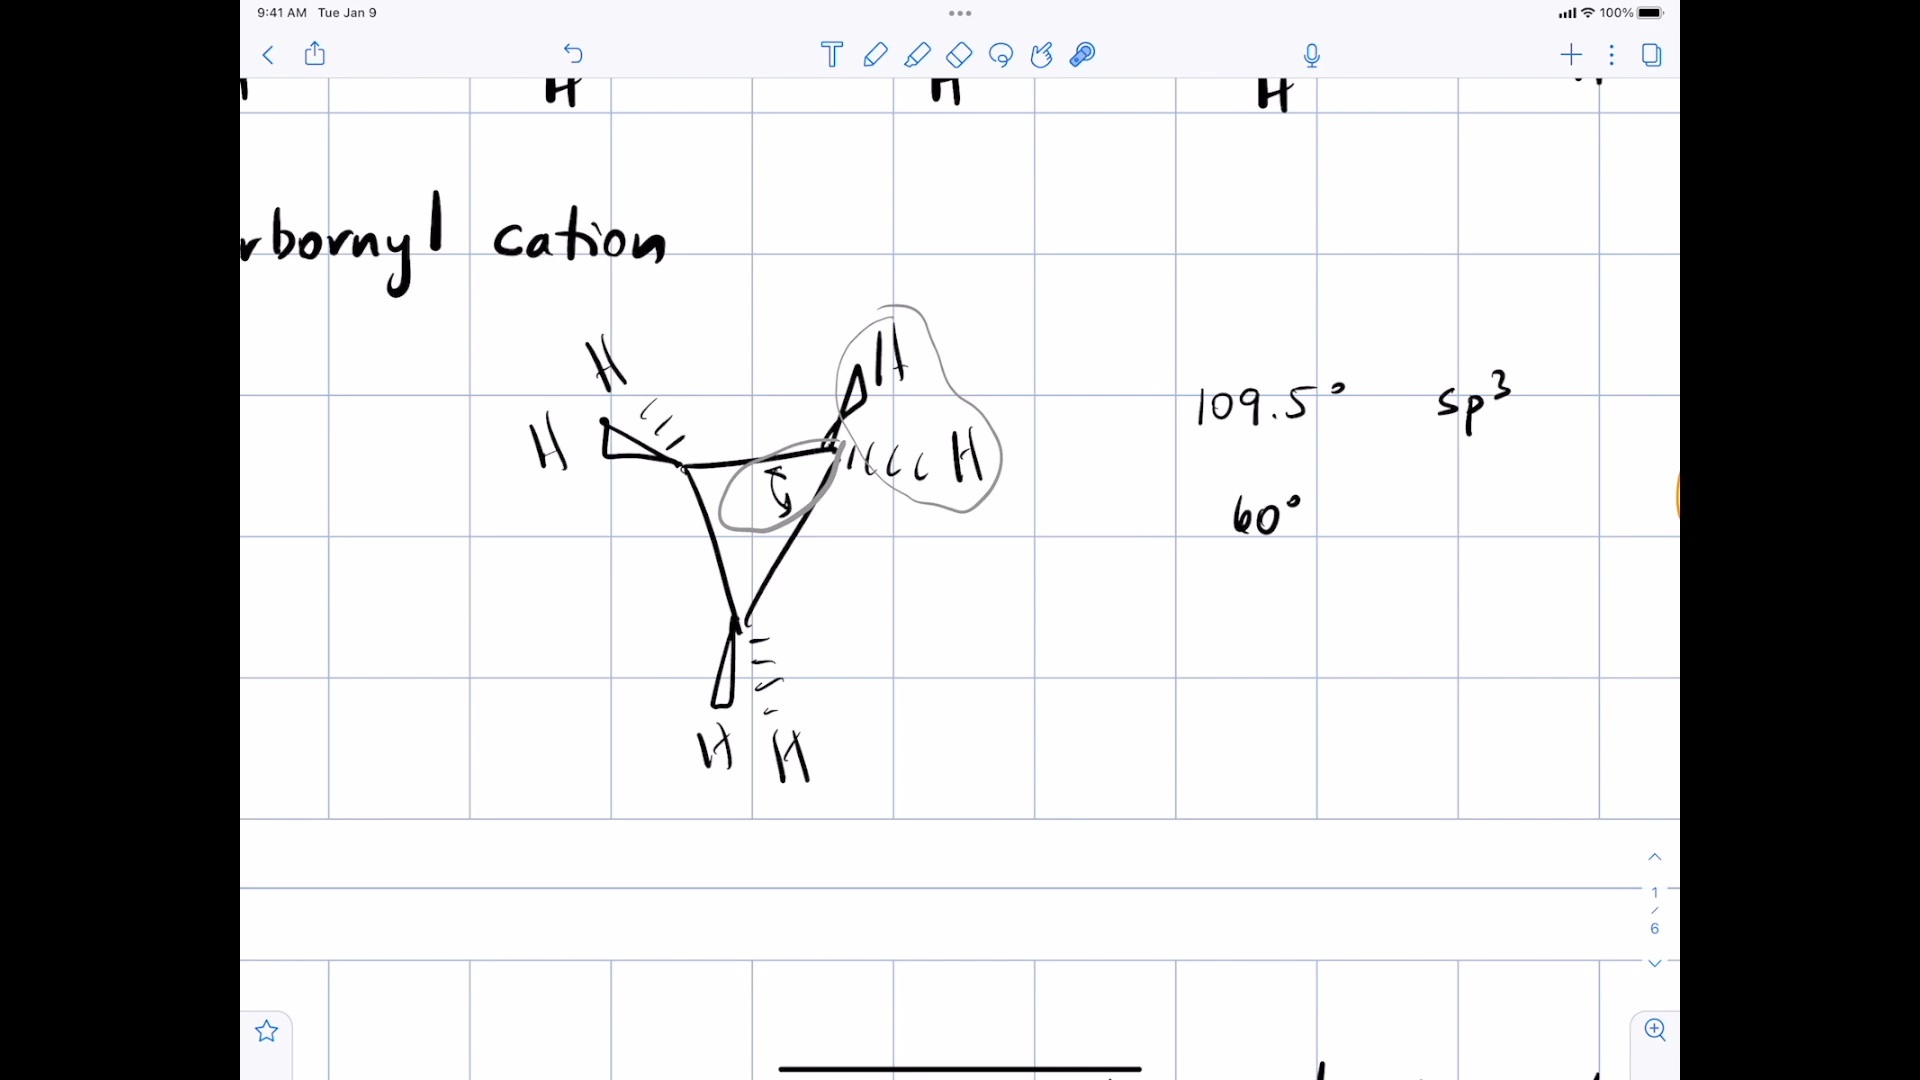 9:41 AM Tue Jan 9
100%
H H H
rbornyl cation
H H
H H
109.5° sp³
60°
H H
1
/
6